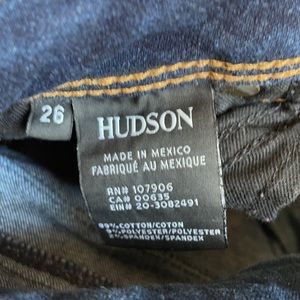 26
HUDSON
MADE IN MEXICO
FABRIQUÉ AU MEXIQUE
RN# 107906
CA# 00635
EIN# 20-3082491
COTTON/COTON
POLYESTER/POLYESTER
SPANDEX/SPANDEX